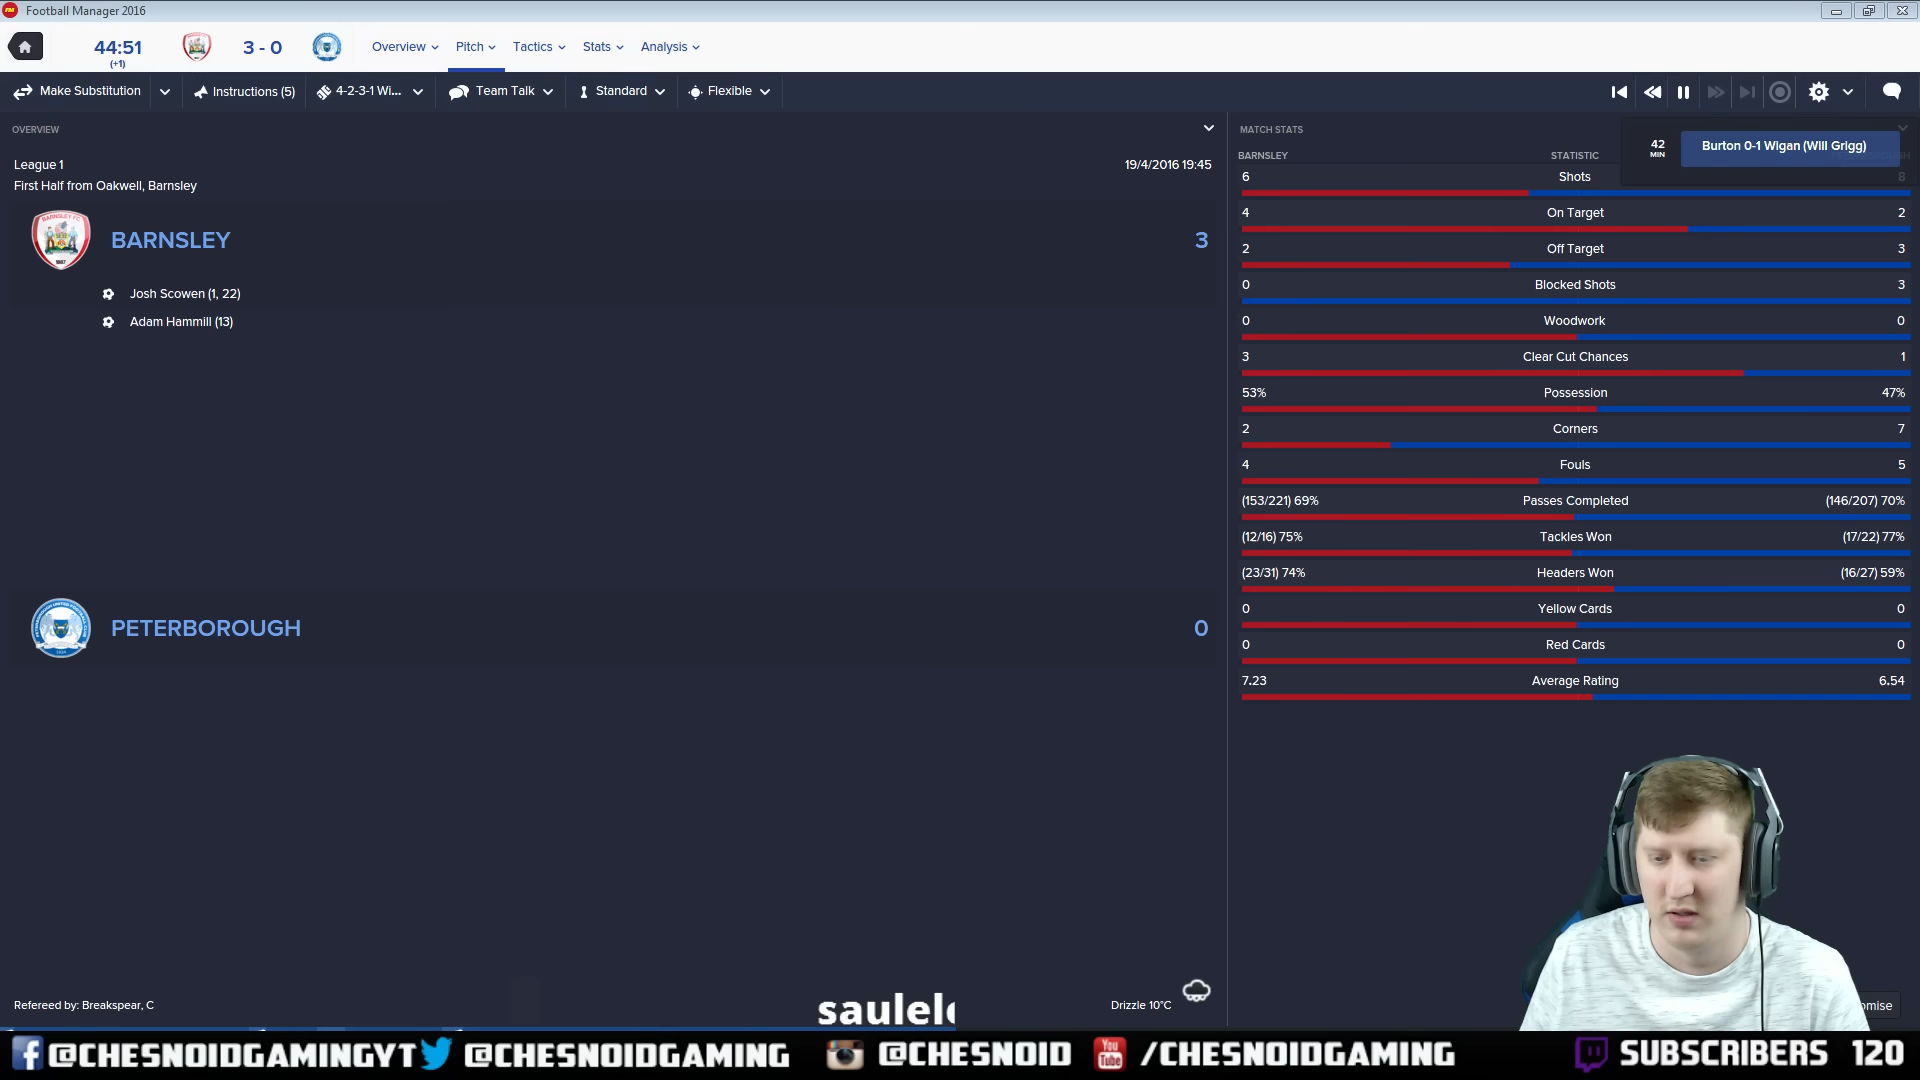 Football Manager 2016
44:51
(+1)
3 - 0
Overview
Pitch
Tactics
Stats
Analysis
Make Substitution
Instructions (5)
4-2-3-1 Wi...
Team Talk
Standard
Flexible
OVERVIEW
League 1
19/4/2016 19:45
First Half from Oakwell, Barnsley
BARNSLEY
3
Josh Scowen (1, 22)
Adam Hammill (13)
PETERBOROUGH
0
Refereed by: Breakspear, C
Drizzle 10°C
MATCH STATS
42
MIN
Burton 0-1 Wigan (Will Grigg)
BARNSLEY
STATISTIC
6 Shots 8
4 On Target 2
2 Off Target 3
0 Blocked Shots 3
0 Woodwork 0
3 Clear Cut Chances 1
53% Possession 47%
2 Corners 7
4 Fouls 5
(153/221) 69% Passes Completed (146/207) 70%
(12/16) 75% Tackles Won (17/22) 77%
(23/31) 74% Headers Won (16/27) 59%
0 Yellow Cards 0
0 Red Cards 0
7.23 Average Rating 6.54
@CHESNOIDGAMINGYT
@CHESNOIDGAMING
@CHESNOID
You Tube
/CHESNOIDGAMING
SUBSCRIBERS 120